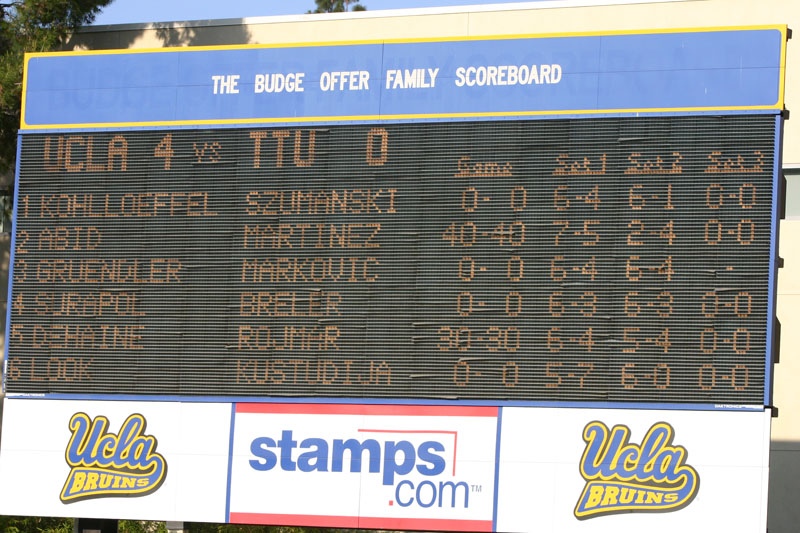 THE BUDGE OFFER FAMILY SCOREBOARD
UCLA 4 vs TTU 0
Game Set 1 Set 2 Set 3
1 KOHLLOEFFEL SZUMANSKI 0- 0 6-4 6-1 0-0
2 ABID MARTINEZ 40-40 7-5 2-4 0-0
3 GRUENDLER MARKOVIC 0- 0 6-4 6-4 -
4 SURAPOL BRELER 0- 0 6-3 6-3 0-0
5 DEHAINE ROJMAR 30-30 6-4 5-4 0-0
6 LOOK KUSTUDIJA 0- 0 5-7 6-0 0-0
Ucla BRUINS
stamps.com™
Ucla BRUINS